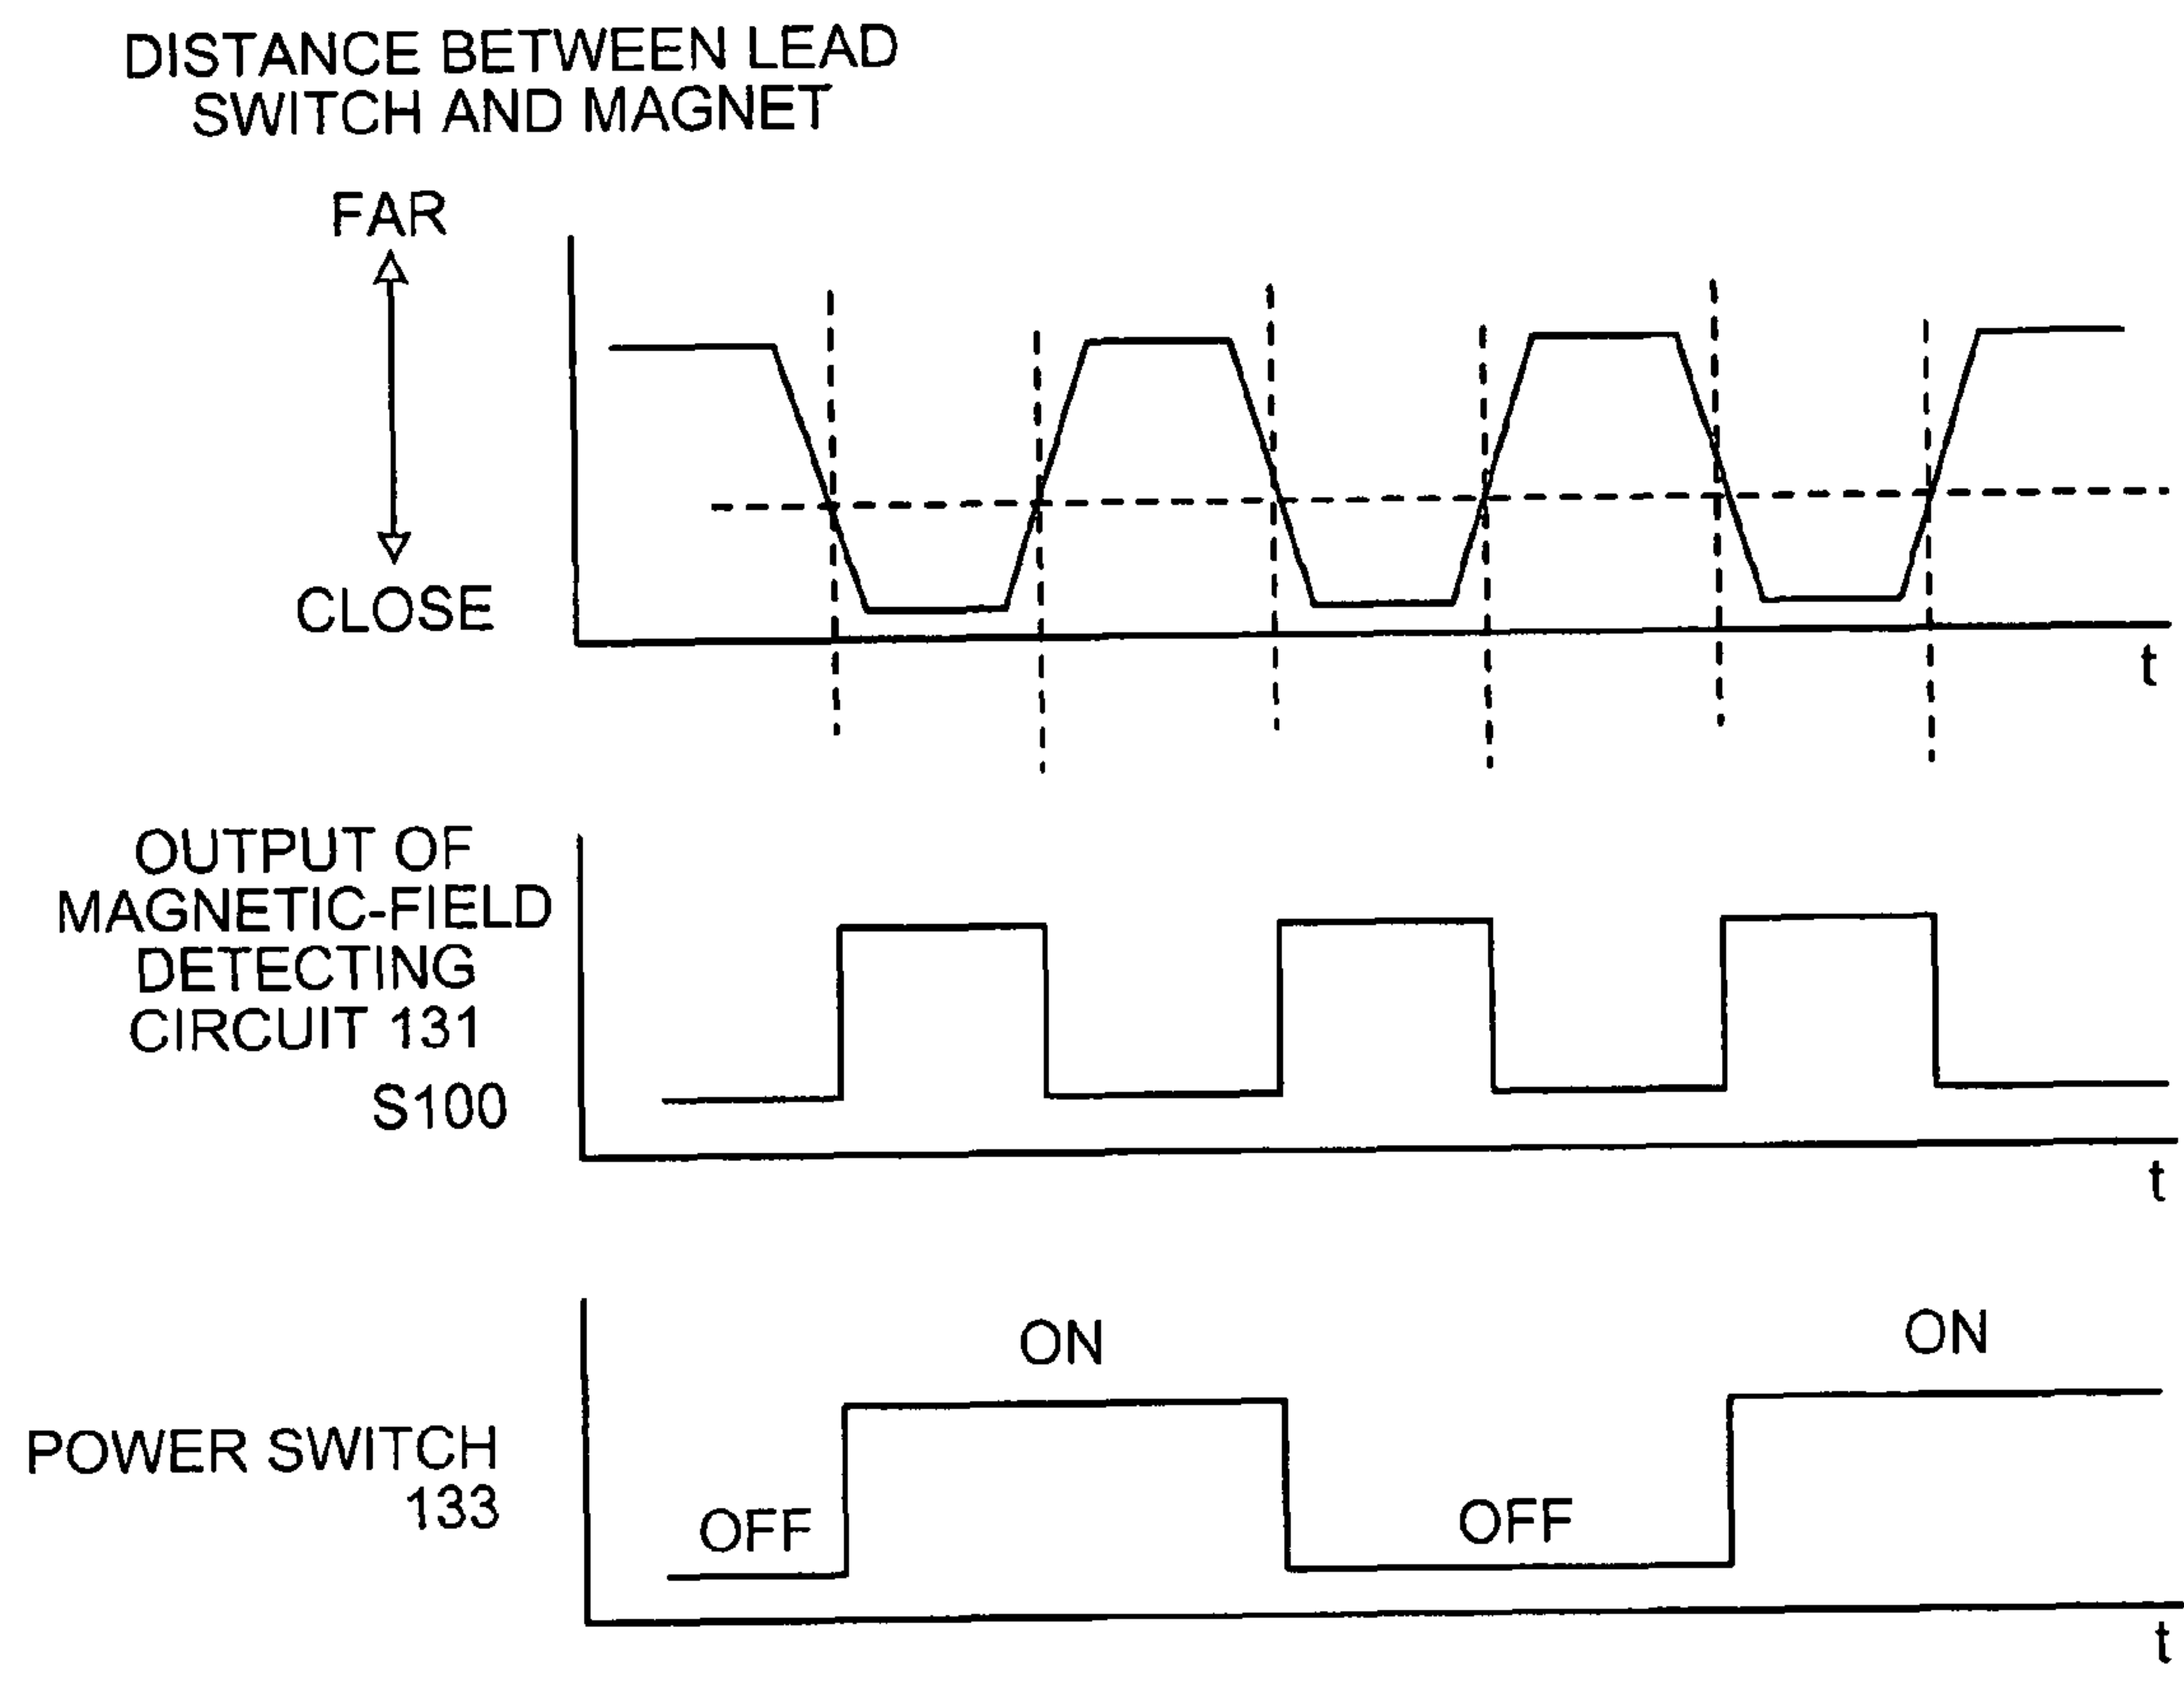 DISTANCE BETWEEN LEAD
SWITCH AND MAGNET
FAR
CLOSE
t
OUTPUT OF
MAGNETIC-FIELD
DETECTING
CIRCUIT 131
S100
t
ON
ON
POWER SWITCH
133
OFF
OFF
t